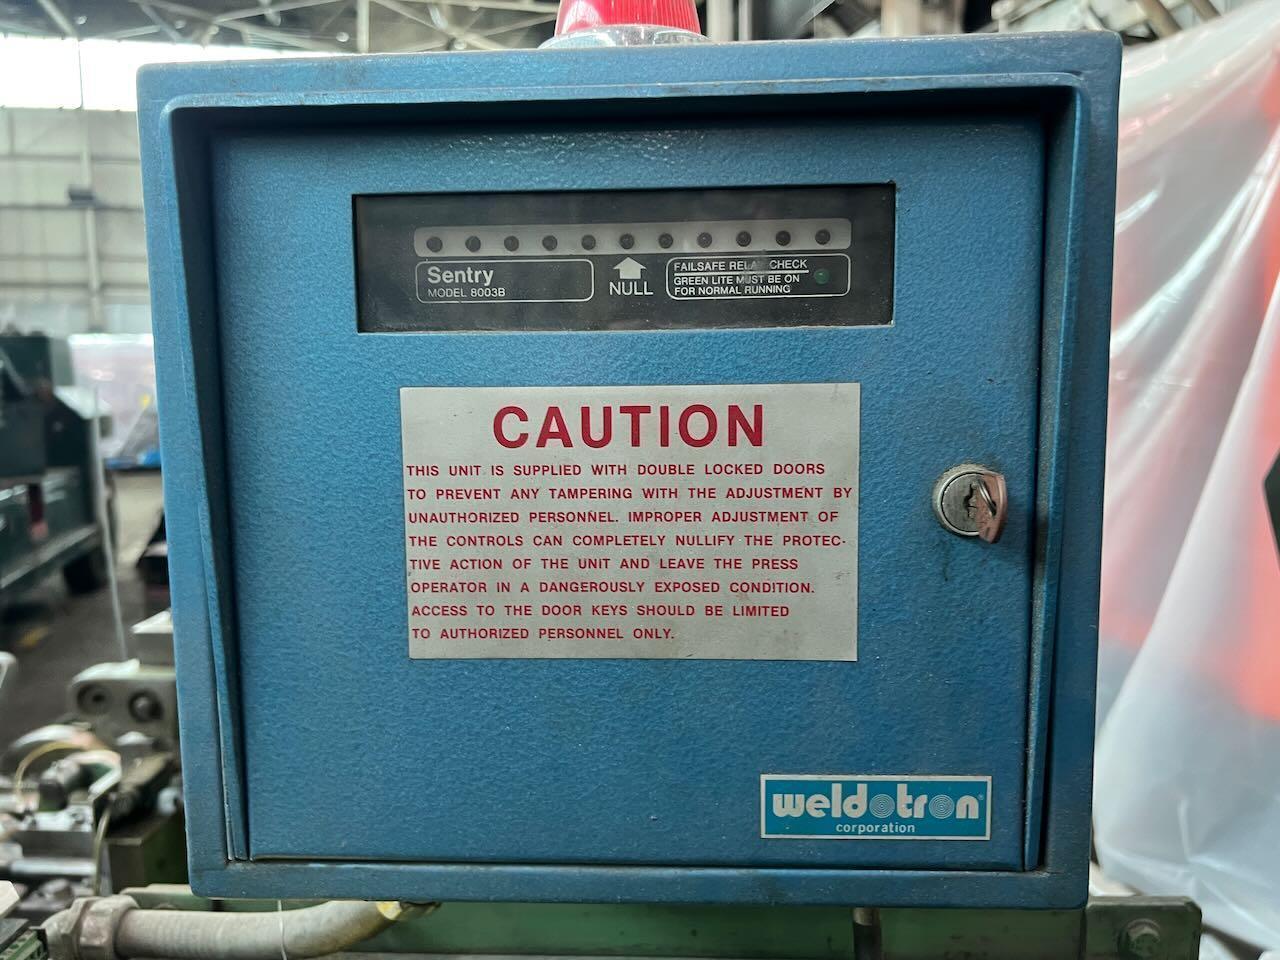 Sentry
MODEL 8003B
NULL
FAILSAFE RELAY CHECK
GREEN LITE MUST BE ON
FOR NORMAL RUNNING
CAUTION
THIS UNIT IS SUPPLIED WITH DOUBLE LOCKED DOORS
TO PREVENT ANY TAMPERING WITH THE ADJUSTMENT BY
UNAUTHORIZED PERSONNEL. IMPROPER ADJUSTMENT OF
THE CONTROLS CAN COMPLETELY NULLIFY THE PROTEC-
TIVE ACTION OF THE UNIT AND LEAVE THE PRESS
OPERATOR IN A DANGEROUSLY EXPOSED CONDITION.
ACCESS TO THE DOOR KEYS SHOULD BE LIMITED
TO AUTHORIZED PERSONNEL ONLY.
weldotron®
corporation